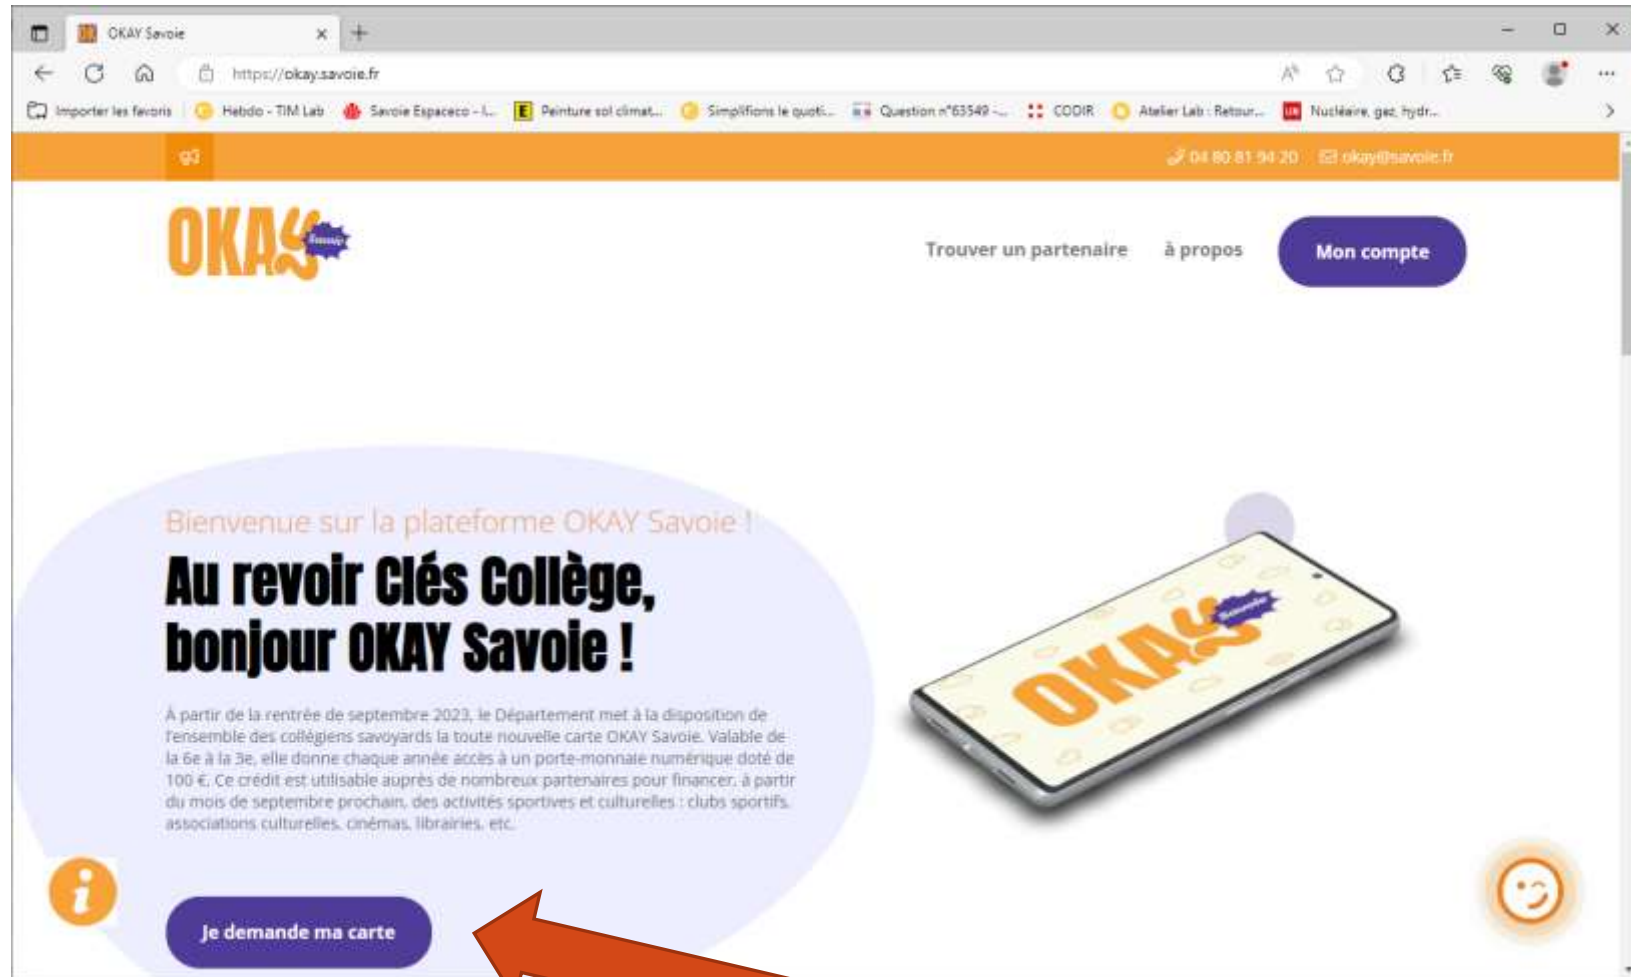 OKAY Savoie
https://okay.savoie.fr
Importer les favoris Hebdo - TIM Lab Savoie Espaceco - I... Peinture sol climat... Simplifions le quoti... Question n°63549 -... CODIR Atelier Lab : Retour... Nucléaire, gaz, hydr...
04 80 81 94 20 okay@savoie.fr
OKAY Savoie
Trouver un partenaire à propos Mon compte
Bienvenue sur la plateforme OKAY Savoie !
Au revoir Clés Collège,
bonjour OKAY Savoie !
À partir de la rentrée de septembre 2023, le Département met à la disposition de
l'ensemble des collégiens savoyards la toute nouvelle carte OKAY Savoie. Valable de
la 6e à la 3e, elle donne chaque année accès à un porte-monnaie numérique doté de
100 €. Ce crédit est utilisable auprès de nombreux partenaires pour financer, à partir
du mois de septembre prochain, des activités sportives et culturelles : clubs sportifs,
associations culturelles, cinémas, librairies, etc.
OKAY Savoie
i
Je demande ma carte